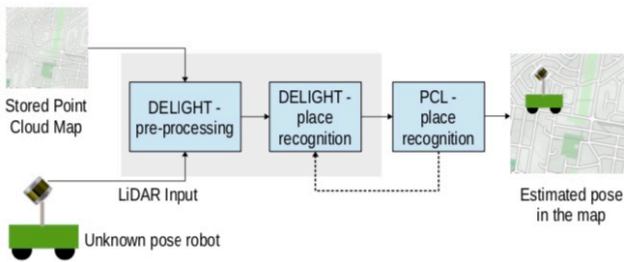 Stored Point
Cloud Map
DELIGHT -
pre-processing
DELIGHT -
place
recognition
PCL -
place
recognition
LiDAR Input
Unknown pose robot
Estimated pose
in the map